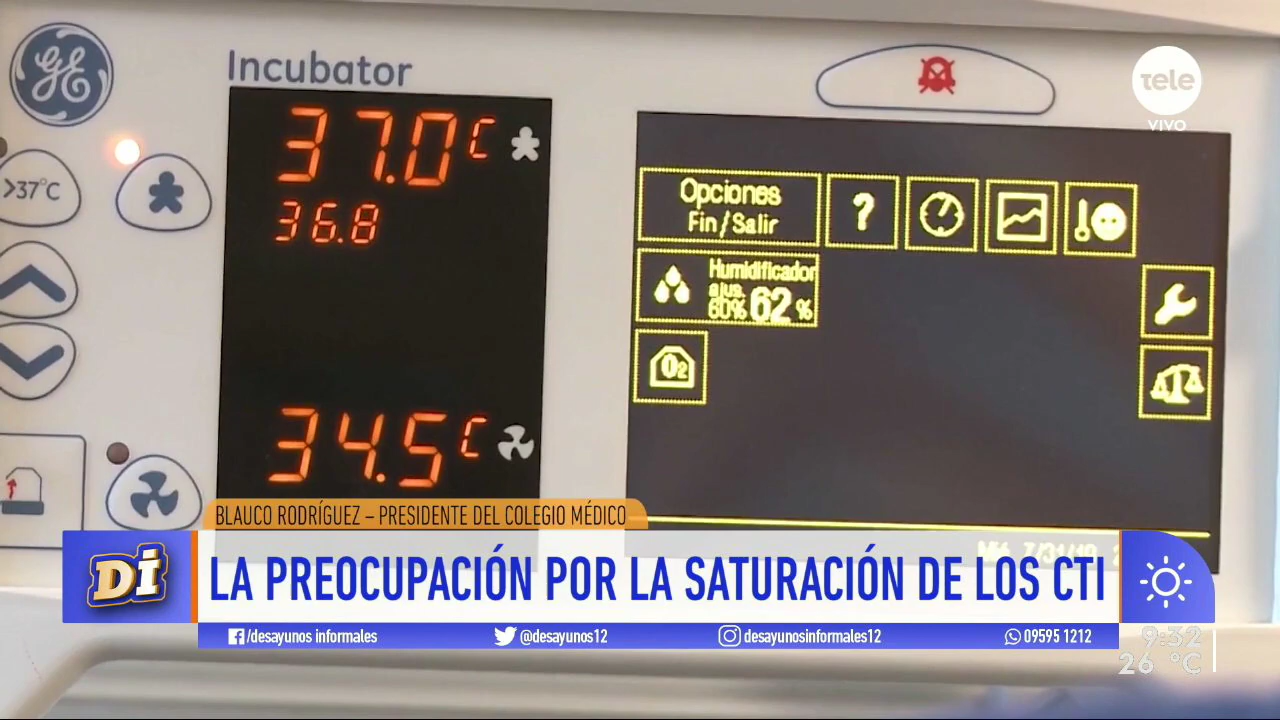 GE
Incubator
tele
VIVO
37.0 C
>37°C
36.8
Opciones
Fin/Salir
?
Humidificador
ajus.
60% 62 %
O2
34.5 C
BLAUCO RODRÍGUEZ – PRESIDENTE DEL COLEGIO MÉDICO
Di
LA PREOCUPACIÓN POR LA SATURACIÓN DE LOS CTI
/desayunos informales
@desayunos12
desayunosinformales12
09595 1212
9:32
26 °C